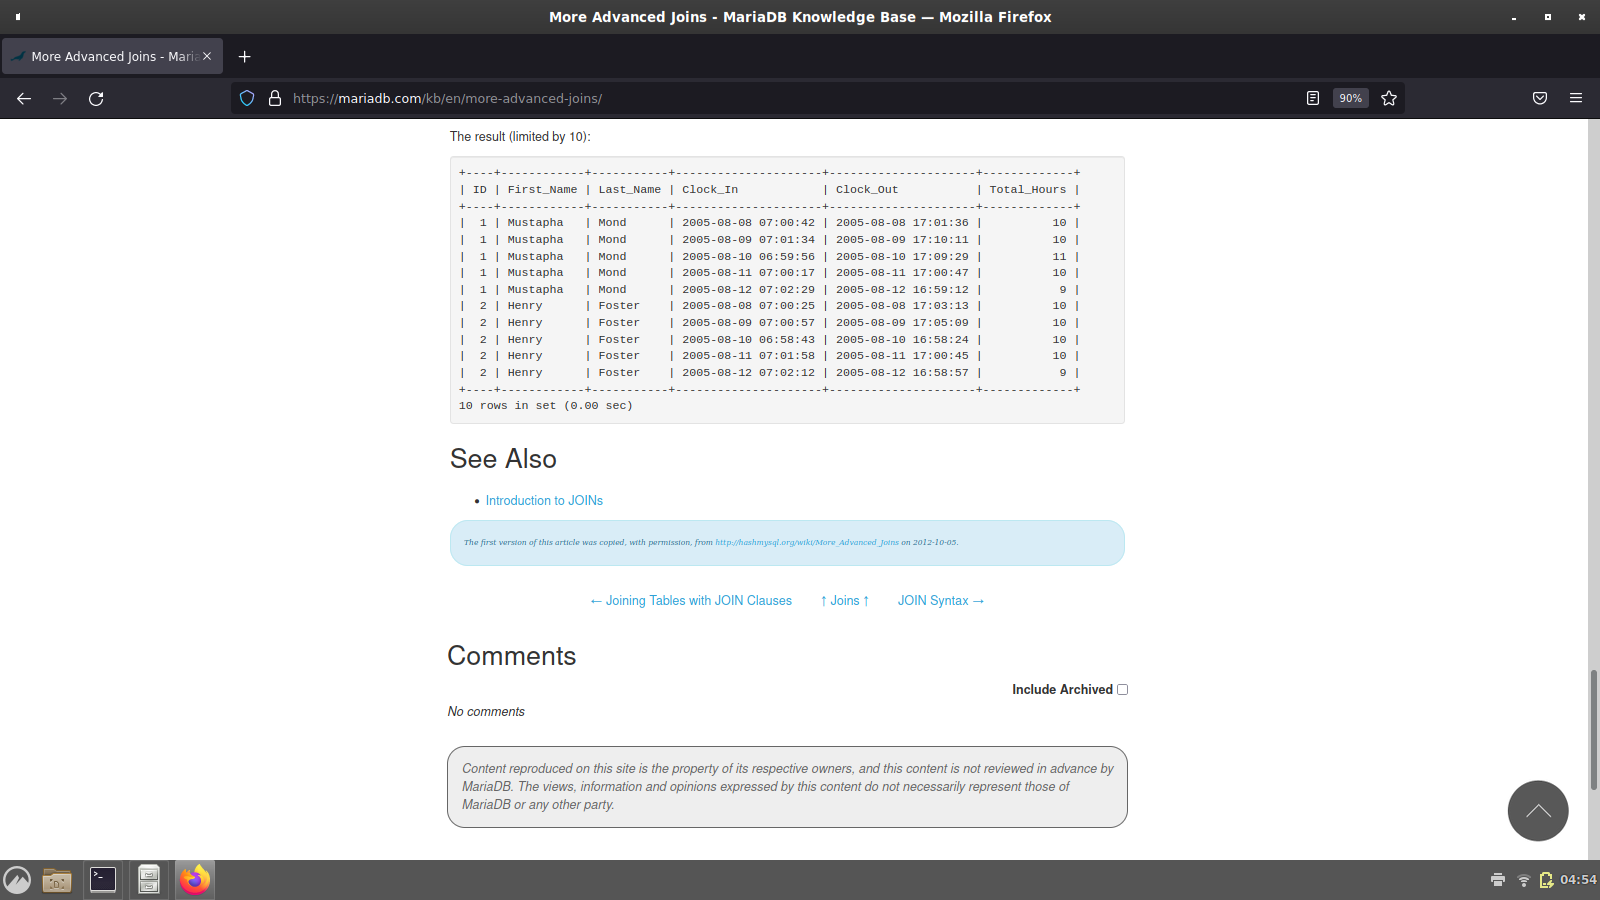 More Advanced Joins - MariaDB Knowledge Base — Mozilla Firefox
More Advanced Joins - Maria
https://mariadb.com/kb/en/more-advanced-joins/
90%
The result (limited by 10):
+----+------------+-----------+---------------------+---------------------+-------------+
| ID | First_Name | Last_Name | Clock_In            | Clock_Out           | Total_Hours |
+----+------------+-----------+---------------------+---------------------+-------------+
|  1 | Mustapha   | Mond      | 2005-08-08 07:00:42 | 2005-08-08 17:01:36 |          10 |
|  1 | Mustapha   | Mond      | 2005-08-09 07:01:34 | 2005-08-09 17:10:11 |          10 |
|  1 | Mustapha   | Mond      | 2005-08-10 06:59:56 | 2005-08-10 17:09:29 |          11 |
|  1 | Mustapha   | Mond      | 2005-08-11 07:00:17 | 2005-08-11 17:00:47 |          10 |
|  1 | Mustapha   | Mond      | 2005-08-12 07:02:29 | 2005-08-12 16:59:12 |           9 |
|  2 | Henry      | Foster    | 2005-08-08 07:00:25 | 2005-08-08 17:03:13 |          10 |
|  2 | Henry      | Foster    | 2005-08-09 07:00:57 | 2005-08-09 17:05:09 |          10 |
|  2 | Henry      | Foster    | 2005-08-10 06:58:43 | 2005-08-10 16:58:24 |          10 |
|  2 | Henry      | Foster    | 2005-08-11 07:01:58 | 2005-08-11 17:00:45 |          10 |
|  2 | Henry      | Foster    | 2005-08-12 07:02:12 | 2005-08-12 16:58:57 |           9 |
+----+------------+-----------+---------------------+---------------------+-------------+
10 rows in set (0.00 sec)
See Also
• Introduction to JOINs
The first version of this article was copied, with permission, from http://hashmysql.org/wiki/More_Advanced_Joins on 2012-10-05.
← Joining Tables with JOIN Clauses ↑ Joins ↑ JOIN Syntax →
Comments
Include Archived
No comments
Content reproduced on this site is the property of its respective owners, and this content is not reviewed in advance by
MariaDB. The views, information and opinions expressed by this content do not necessarily represent those of
MariaDB or any other party.
04:54